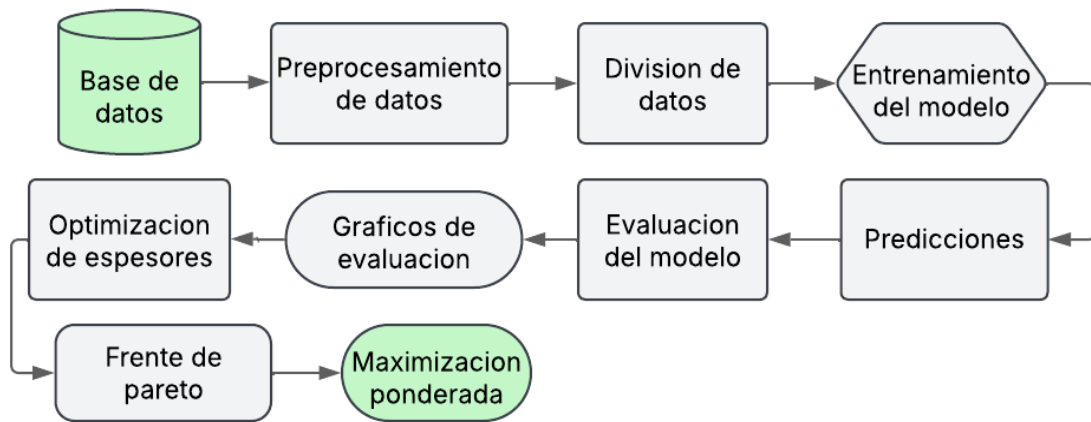 Base de
datos
Preprocesamiento
de datos
Division de
datos
Entrenamiento
del modelo
Predicciones
Evaluacion
del modelo
Graficos de
evaluacion
Optimizacion
de espesores
Frente de
pareto
Maximizacion
ponderada